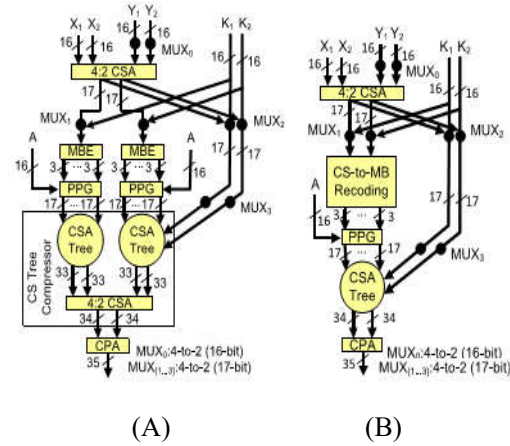 X₁ X₂ Y₁ Y₂ K₁ K₂
16 16 16 16
MUX₀
4:2 CSA
16 16
17 17
MUX₁ MUX₂
A MBE MBE A
3 ... 3 3 ... 3
17 17
16 PPG PPG 16
17 ... 17 17 ... 17
MUX₃
CS Tree Compressor
CSA Tree CSA Tree
33 33 33 33
4:2 CSA
34 34
CPA
35
MUX₀:4-to-2 (16-bit)
MUX₍₁..₃₎:4-to-2 (17-bit)
(A)
X₁ X₂ Y₁ Y₂ K₁ K₂
16 16 16 16
MUX₀
4:2 CSA
16 16
17 17
MUX₁ MUX₂
CS-to-MB Recoding
A
17 17
3 ... 3
16
PPG
17 ... 17
MUX₃
CSA Tree
34 34
CPA
35
:4-to-2 (16-bit)
MUX₍₁..₃₎:4-to-2 (17-bit)
(B)